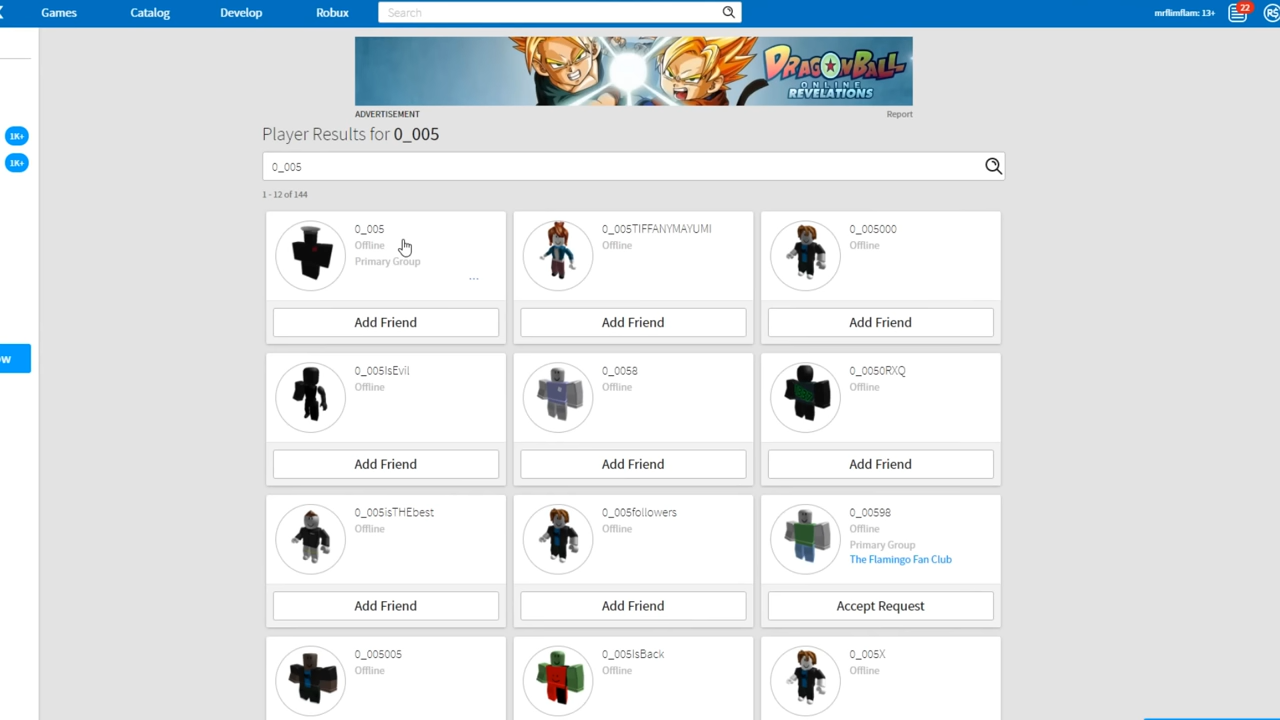 Games Catalog Develop Robux Search mrflimflam: 13+ 22 R$
DRAGONBALL
ONLINE
REVELATIONS
ADVERTISEMENT Report
Player Results for 0_005
0_005
1 - 12 of 144
1K+
1K+
0_005
Offline
Primary Group
...
Add Friend
0_005TIFFANYMAYUMI
Offline
Add Friend
0_005000
Offline
Add Friend
0_005IsEvil
Offline
Add Friend
0_0058
Offline
Add Friend
0_0050RXQ
Offline
Add Friend
0_005isTHEbest
Offline
Add Friend
0_005followers
Offline
Add Friend
0_00598
Offline
Primary Group
The Flamingo Fan Club
Accept Request
0_005005
Offline
0_005IsBack
Offline
0_005X
Offline